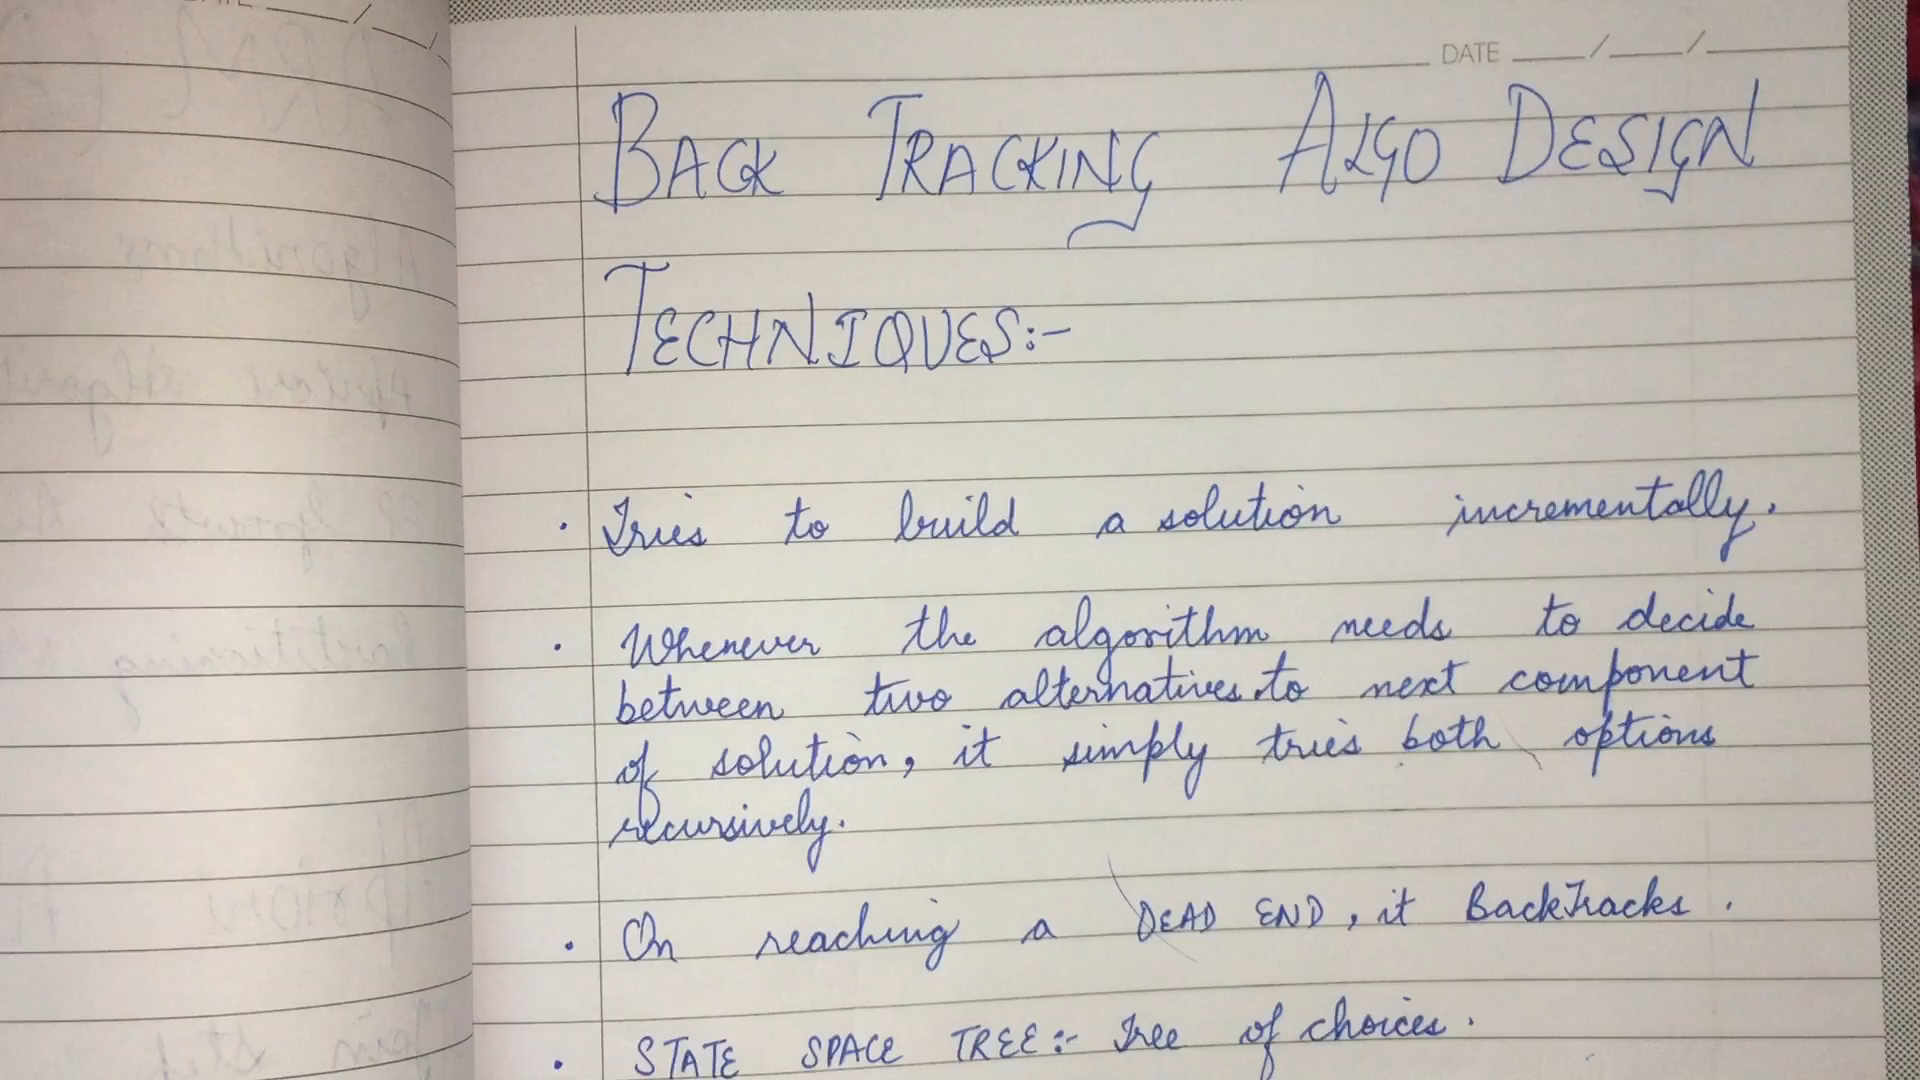 DATE
BACK TRACKING ALGO DESIGN
TECHNIQUES:-
· Tries to build a solution incrementally.
· Whenever the algorithm needs to decide
between two alternatives to next component
of solution, it simply tries both options
recursively.
· On reaching a DEAD END, it BackTracks.
· STATE SPACE TREE:- Tree of choices.